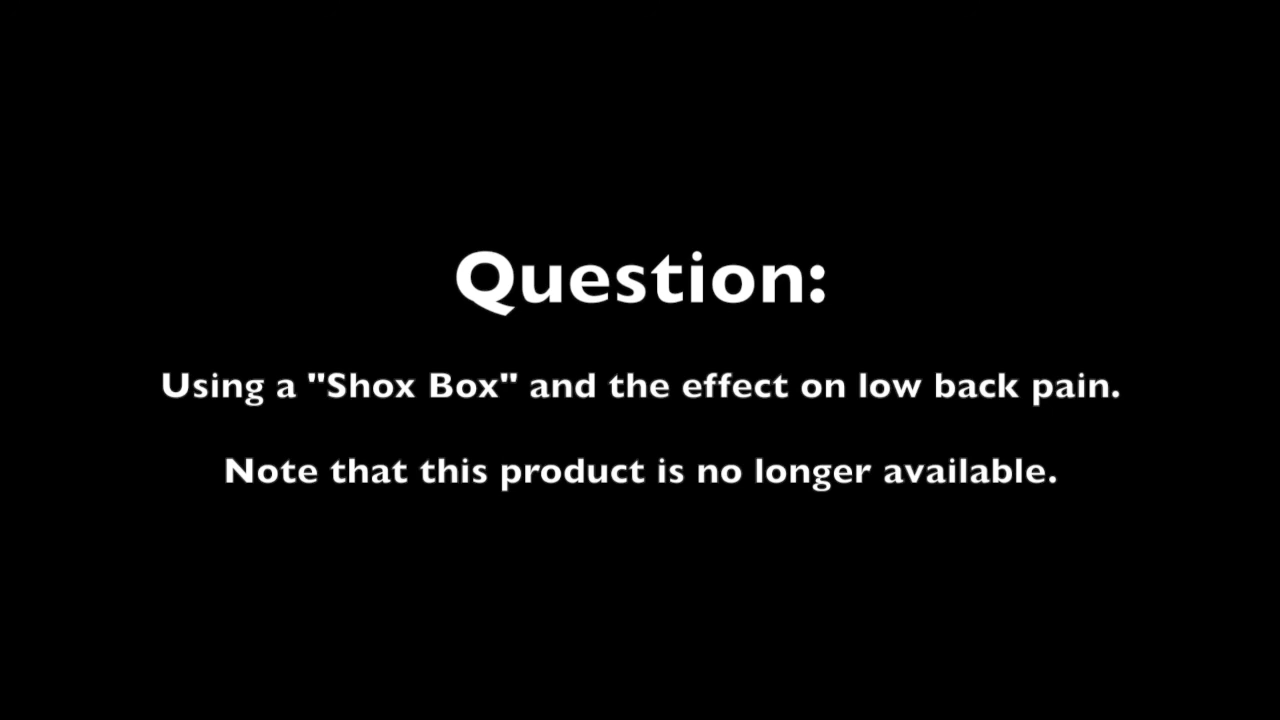 Question:
Using a "Shox Box" and the effect on low back pain.
Note that this product is no longer available.